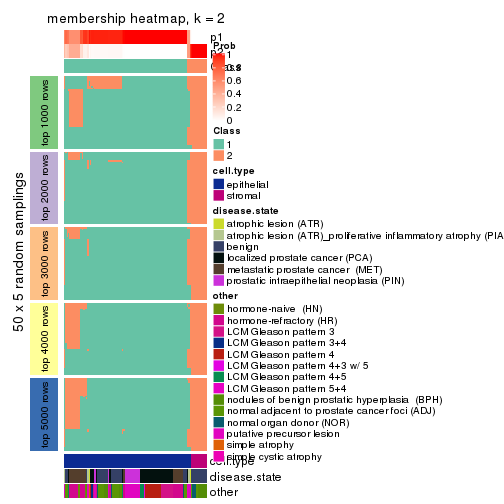 membership heatmap, k = 2
p1
p2
Prob
1
0.8
0.6
0.4
0.2
0
Class
Class
1
2
50 x 5 random samplings
top 1000 rows
top 2000 rows
top 3000 rows
top 4000 rows
top 5000 rows
cell.type
epithelial
stromal
disease.state
atrophic lesion (ATR)
atrophic lesion (ATR)_proliferative inflammatory atrophy (PIA
benign
localized prostate cancer (PCA)
metastatic prostate cancer  (MET)
prostatic intraepithelial neoplasia (PIN)
other
hormone-naive  (HN)
hormone-refractory (HR)
LCM Gleason pattern 3
LCM Gleason pattern 3+4
LCM Gleason pattern 4
LCM Gleason pattern 4+3 w/ 5
LCM Gleason pattern 4+5
LCM Gleason pattern 5+4
nodules of benign prostatic hyperplasia  (BPH)
normal adjacent to prostate cancer foci (ADJ)
normal organ donor (NOR)
putative precursor lesion
simple atrophy
simple cystic atrophy
cell.type
disease.state
other